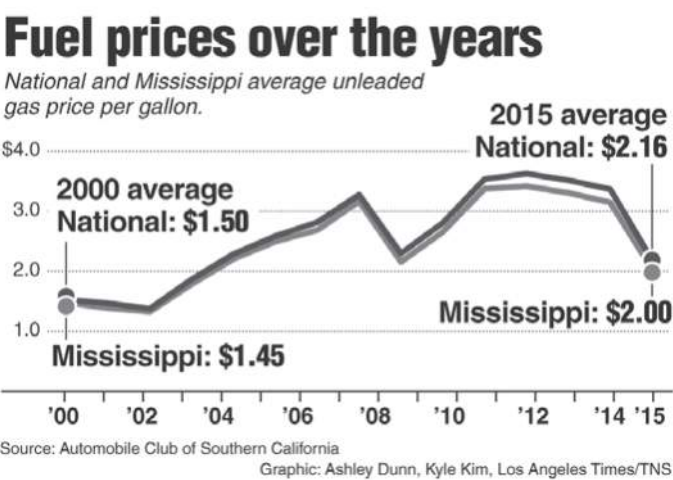 Fuel prices over the years
National and Mississippi average unleaded
gas price per gallon.
2015 average
National: $2.16
$4.0
2000 average
National: $1.50
3.0
2.0
Mississippi: $2.00
1.0
Mississippi: $1.45
'00 '02 '04 '06 '08 '10 '12 '14 '15
Source: Automobile Club of Southern California
Graphic: Ashley Dunn, Kyle Kim, Los Angeles Times/TNS